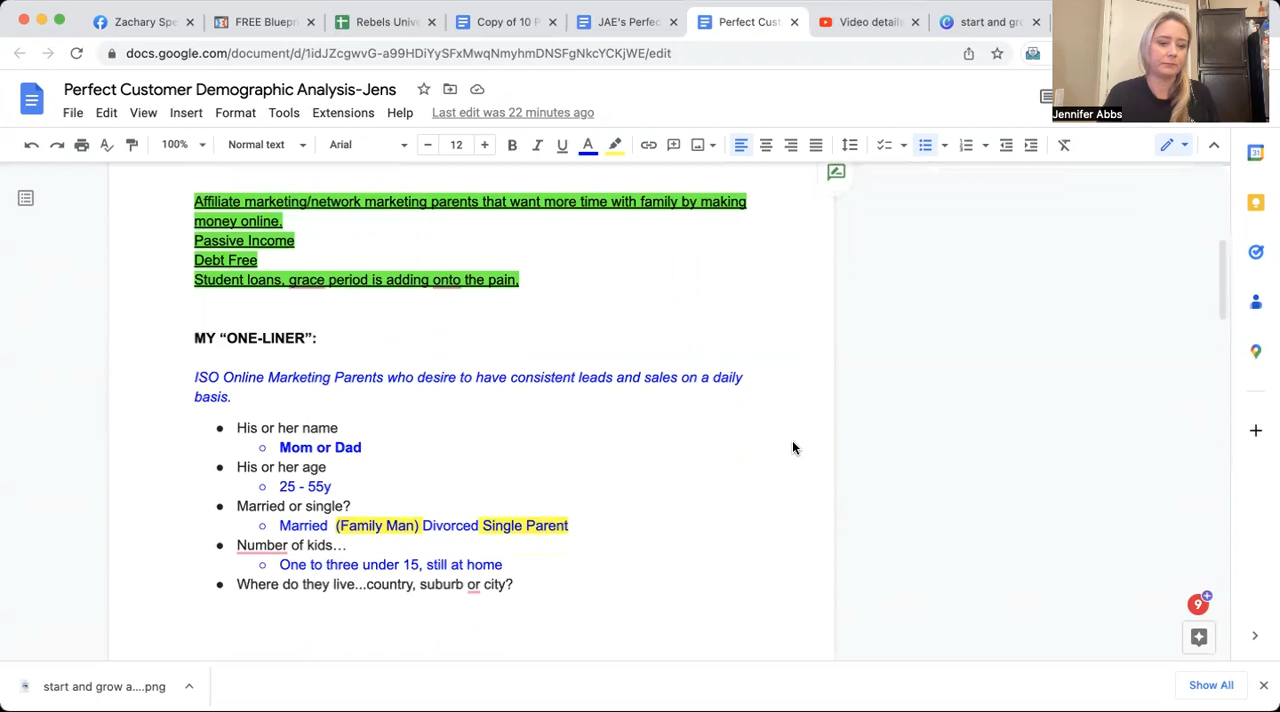 Zachary Spe
FREE Bluepr
Rebels Unive
Copy of 10 P
JAE's Perfec
Perfect Cust
Video details
start and gro
docs.google.com/document/d/1idJZcgwvG-a99HDiYySFxMwqNmyhmDNSFgNkcYCKjWE/edit
Perfect Customer Demographic Analysis-Jens
Jennifer Abbs
File Edit View Insert Format Tools Extensions Help Last edit was 22 minutes ago
100% Normal text Arial 12
Affiliate marketing/network marketing parents that want more time with family by making
money online.
Passive Income
Debt Free
Student loans, grace period is adding onto the pain.
MY “ONE-LINER”:
ISO Online Marketing Parents who desire to have consistent leads and sales on a daily
basis.
His or her name
Mom or Dad
His or her age
25 - 55y
Married or single?
Married (Family Man) Divorced Single Parent
Number of kids…
One to three under 15, still at home
Where do they live...country, suburb or city?
9
start and grow a....png
Show All